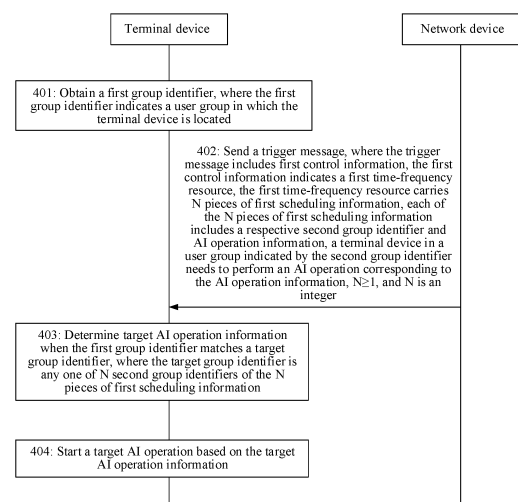 Terminal device
Network device
401: Obtain a first group identifier, where the first
group identifier indicates a user group in which the
terminal device is located
402: Send a trigger message, where the trigger
message includes first control information, the first
control information indicates a first time-frequency
resource, the first time-frequency resource carries
N pieces of first scheduling information, each of
the N pieces of first scheduling information
includes a respective second group identifier and
AI operation information, a terminal device in a
user group indicated by the second group identifier
needs to perform an AI operation corresponding to
the AI operation information, N≥1, and N is an
integer
403: Determine target AI operation information
when the first group identifier matches a target
group identifier, where the target group identifier is
any one of N second group identifiers of the N
pieces of first scheduling information
404: Start a target AI operation based on the target
AI operation information